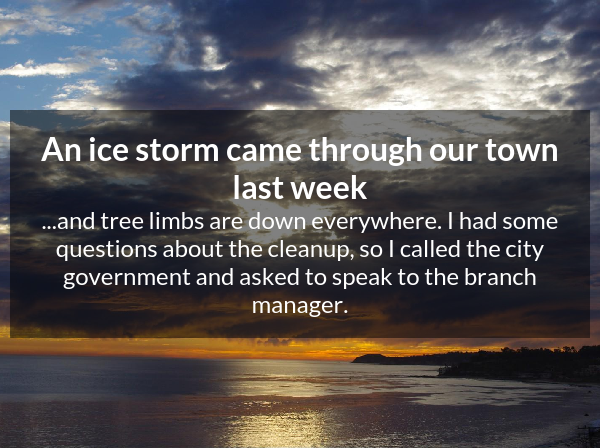 An ice storm came through our town
last week
...and tree limbs are down everywhere. I had some
questions about the cleanup, so I called the city
government and asked to speak to the branch
manager.